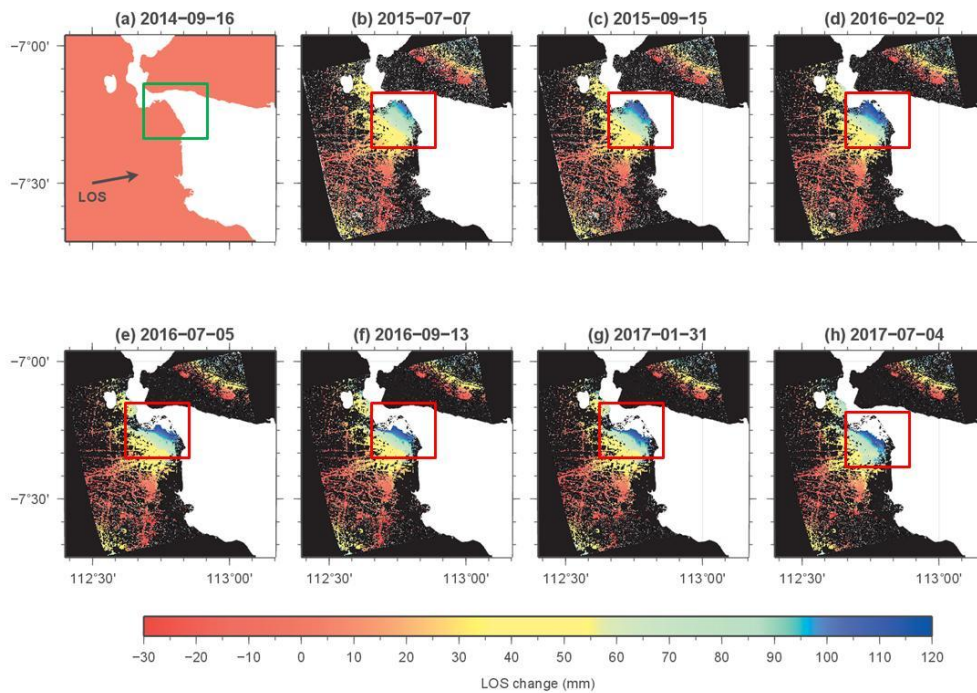 (a) 2014−09−16
(b) 2015−07−07
(c) 2015−09−15
(d) 2016−02−02
−7°00'
−7°30'
LOS
(e) 2016−07−05
(f) 2016−09−13
(g) 2017−01−31
(h) 2017−07−04
−7°00'
−7°30'
112°30' 113°00' 112°30' 113°00' 112°30' 113°00' 112°30' 113°00'
−30 −20 −10 0 10 20 30 40 50 60 70 80 90 100 110 120
LOS change (mm)